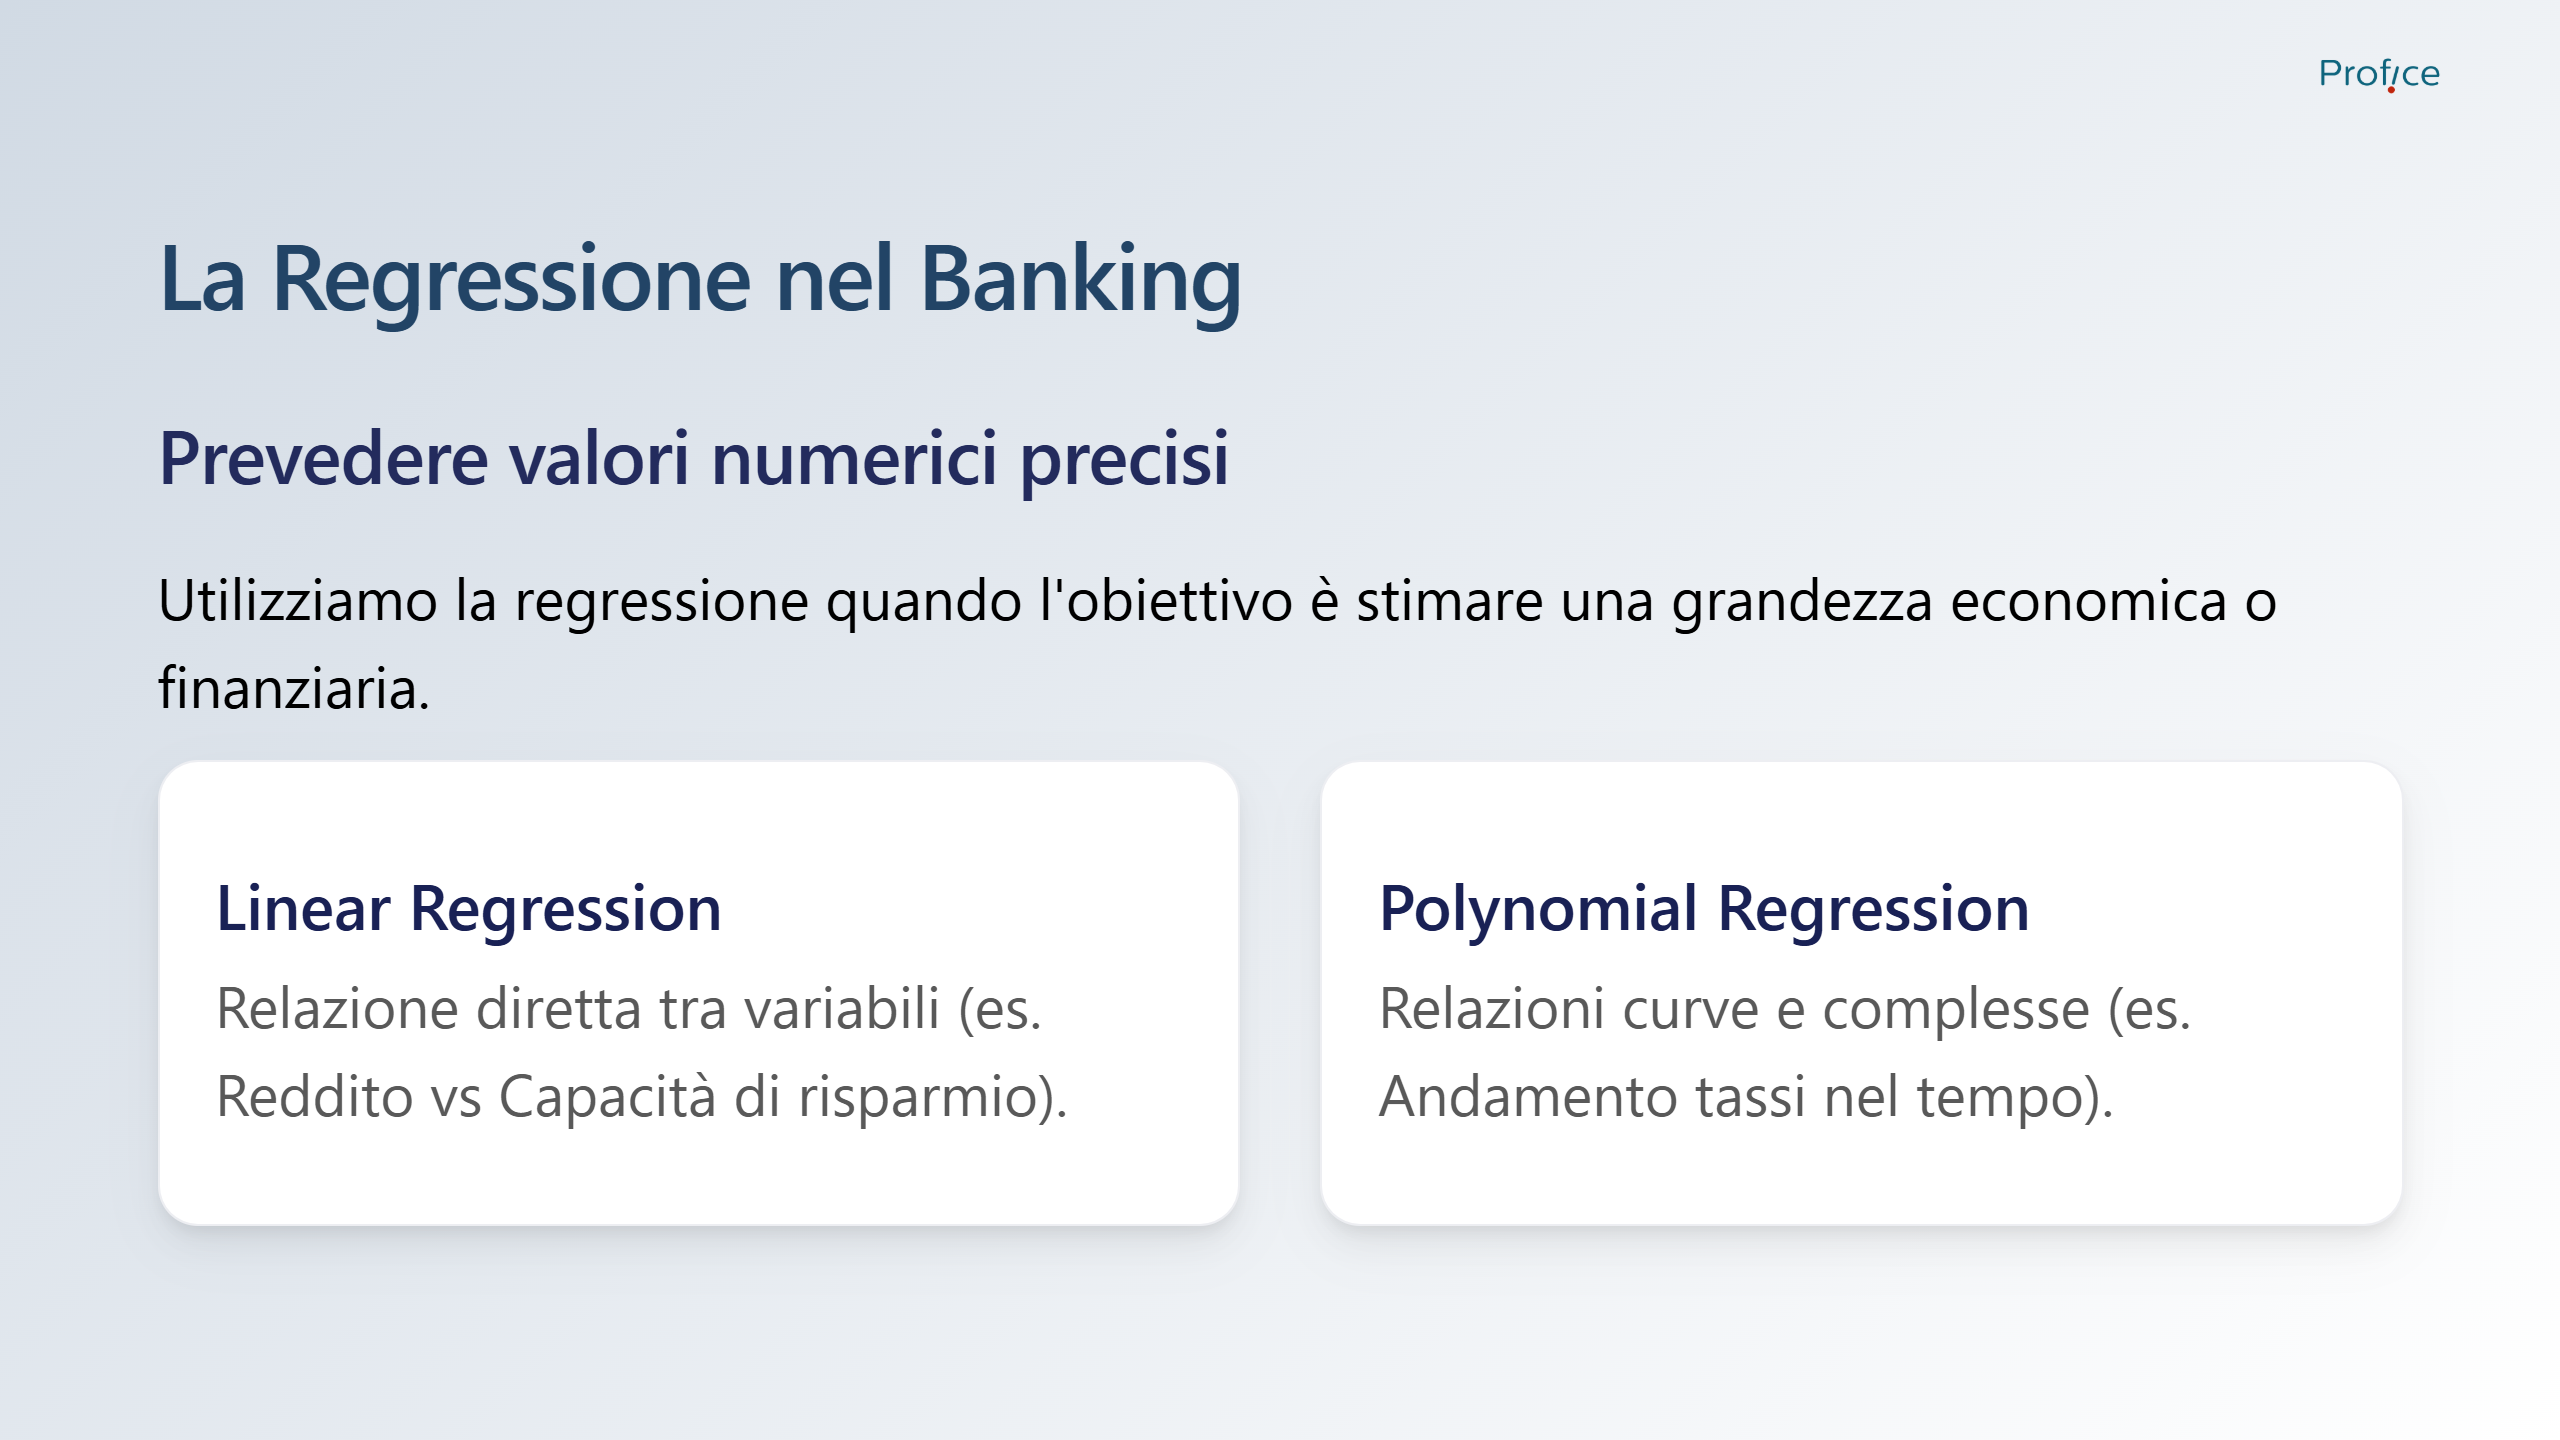 Profice
La Regressione nel Banking
Prevedere valori numerici precisi
Utilizziamo la regressione quando l'obiettivo è stimare una grandezza economica o
finanziaria.
Linear Regression
Relazione diretta tra variabili (es.
Reddito vs Capacità di risparmio).
Polynomial Regression
Relazioni curve e complesse (es.
Andamento tassi nel tempo).